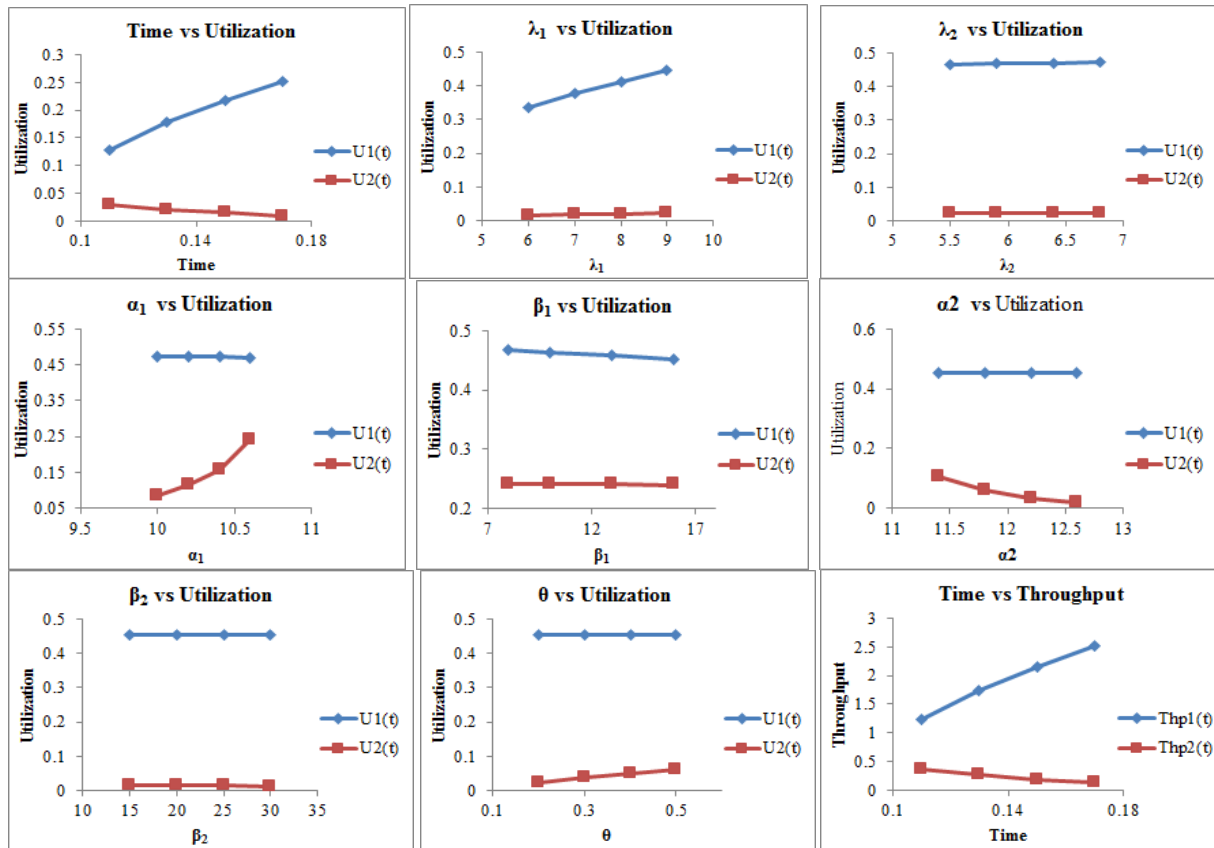 Time vs Utilization
0.3
0.25
0.2
0.15
0.1
0.05
0
0.1 0.14 0.18
Utilization
Time
U1(t)
U2(t)
λ1 vs Utilization
0.5
0.4
0.3
0.2
0.1
0
5 6 7 8 9 10
Utilization
λ1
U1(t)
U2(t)
λ2 vs Utilization
0.5
0.4
0.3
0.2
0.1
0
5 5.5 6 6.5 7
Utilization
λ2
U1(t)
U2(t)
α1 vs Utilization
0.55
0.45
0.35
0.25
0.15
0.05
9.5 10 10.5 11
Utilization
α1
U1(t)
U2(t)
β1 vs Utilization
0.5
0.4
0.3
0.2
7 12 17
Utilization
β1
U1(t)
U2(t)
α2 vs Utilization
0.6
0.4
0.2
0
11 11.5 12 12.5 13
Utilization
α2
U1(t)
U2(t)
β2 vs Utilization
0.5
0.4
0.3
0.2
0.1
0
10 15 20 25 30 35
Utilization
β2
U1(t)
U2(t)
θ vs Utilization
0.5
0.4
0.3
0.2
0.1
0
0.1 0.3 0.5
Utilization
θ
U1(t)
U2(t)
Time vs Throughput
3
2.5
2
1.5
1
0.5
0
0.1 0.14 0.18
Throughput
Time
Thp1(t)
Thp2(t)